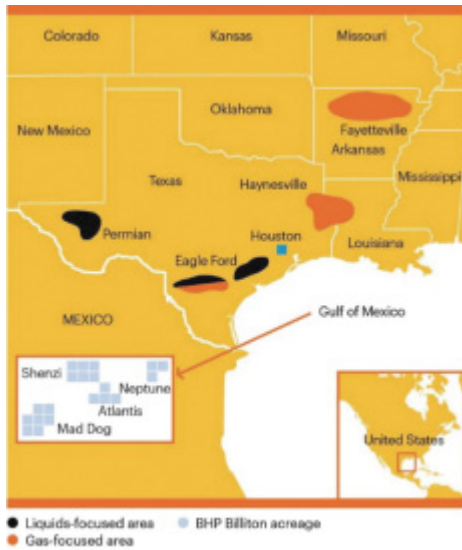 Colorado
Kansas
Missouri
Oklahoma
New Mexico
Fayetteville
Arkansas
Texas
Haynesville
Mississippi
Permian
Houston
Louisiana
Eagle Ford
MEXICO
Gulf of Mexico
Shenzi
Neptune
Atlantis
Mad Dog
United States
Liquids-focused area
BHP Billiton acreage
Gas-focused area